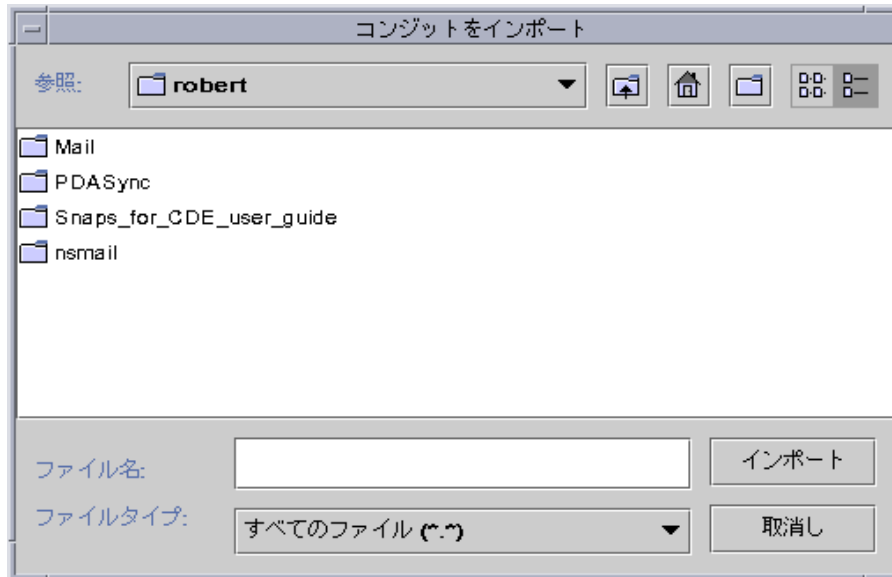 コンジットをインポート
参照: robert
Mail
PDASync
Snaps_for_CDE_user_guide
nsmail
ファイル名: インポート
ファイルタイプ: すべてのファイル (*.*) 取消し